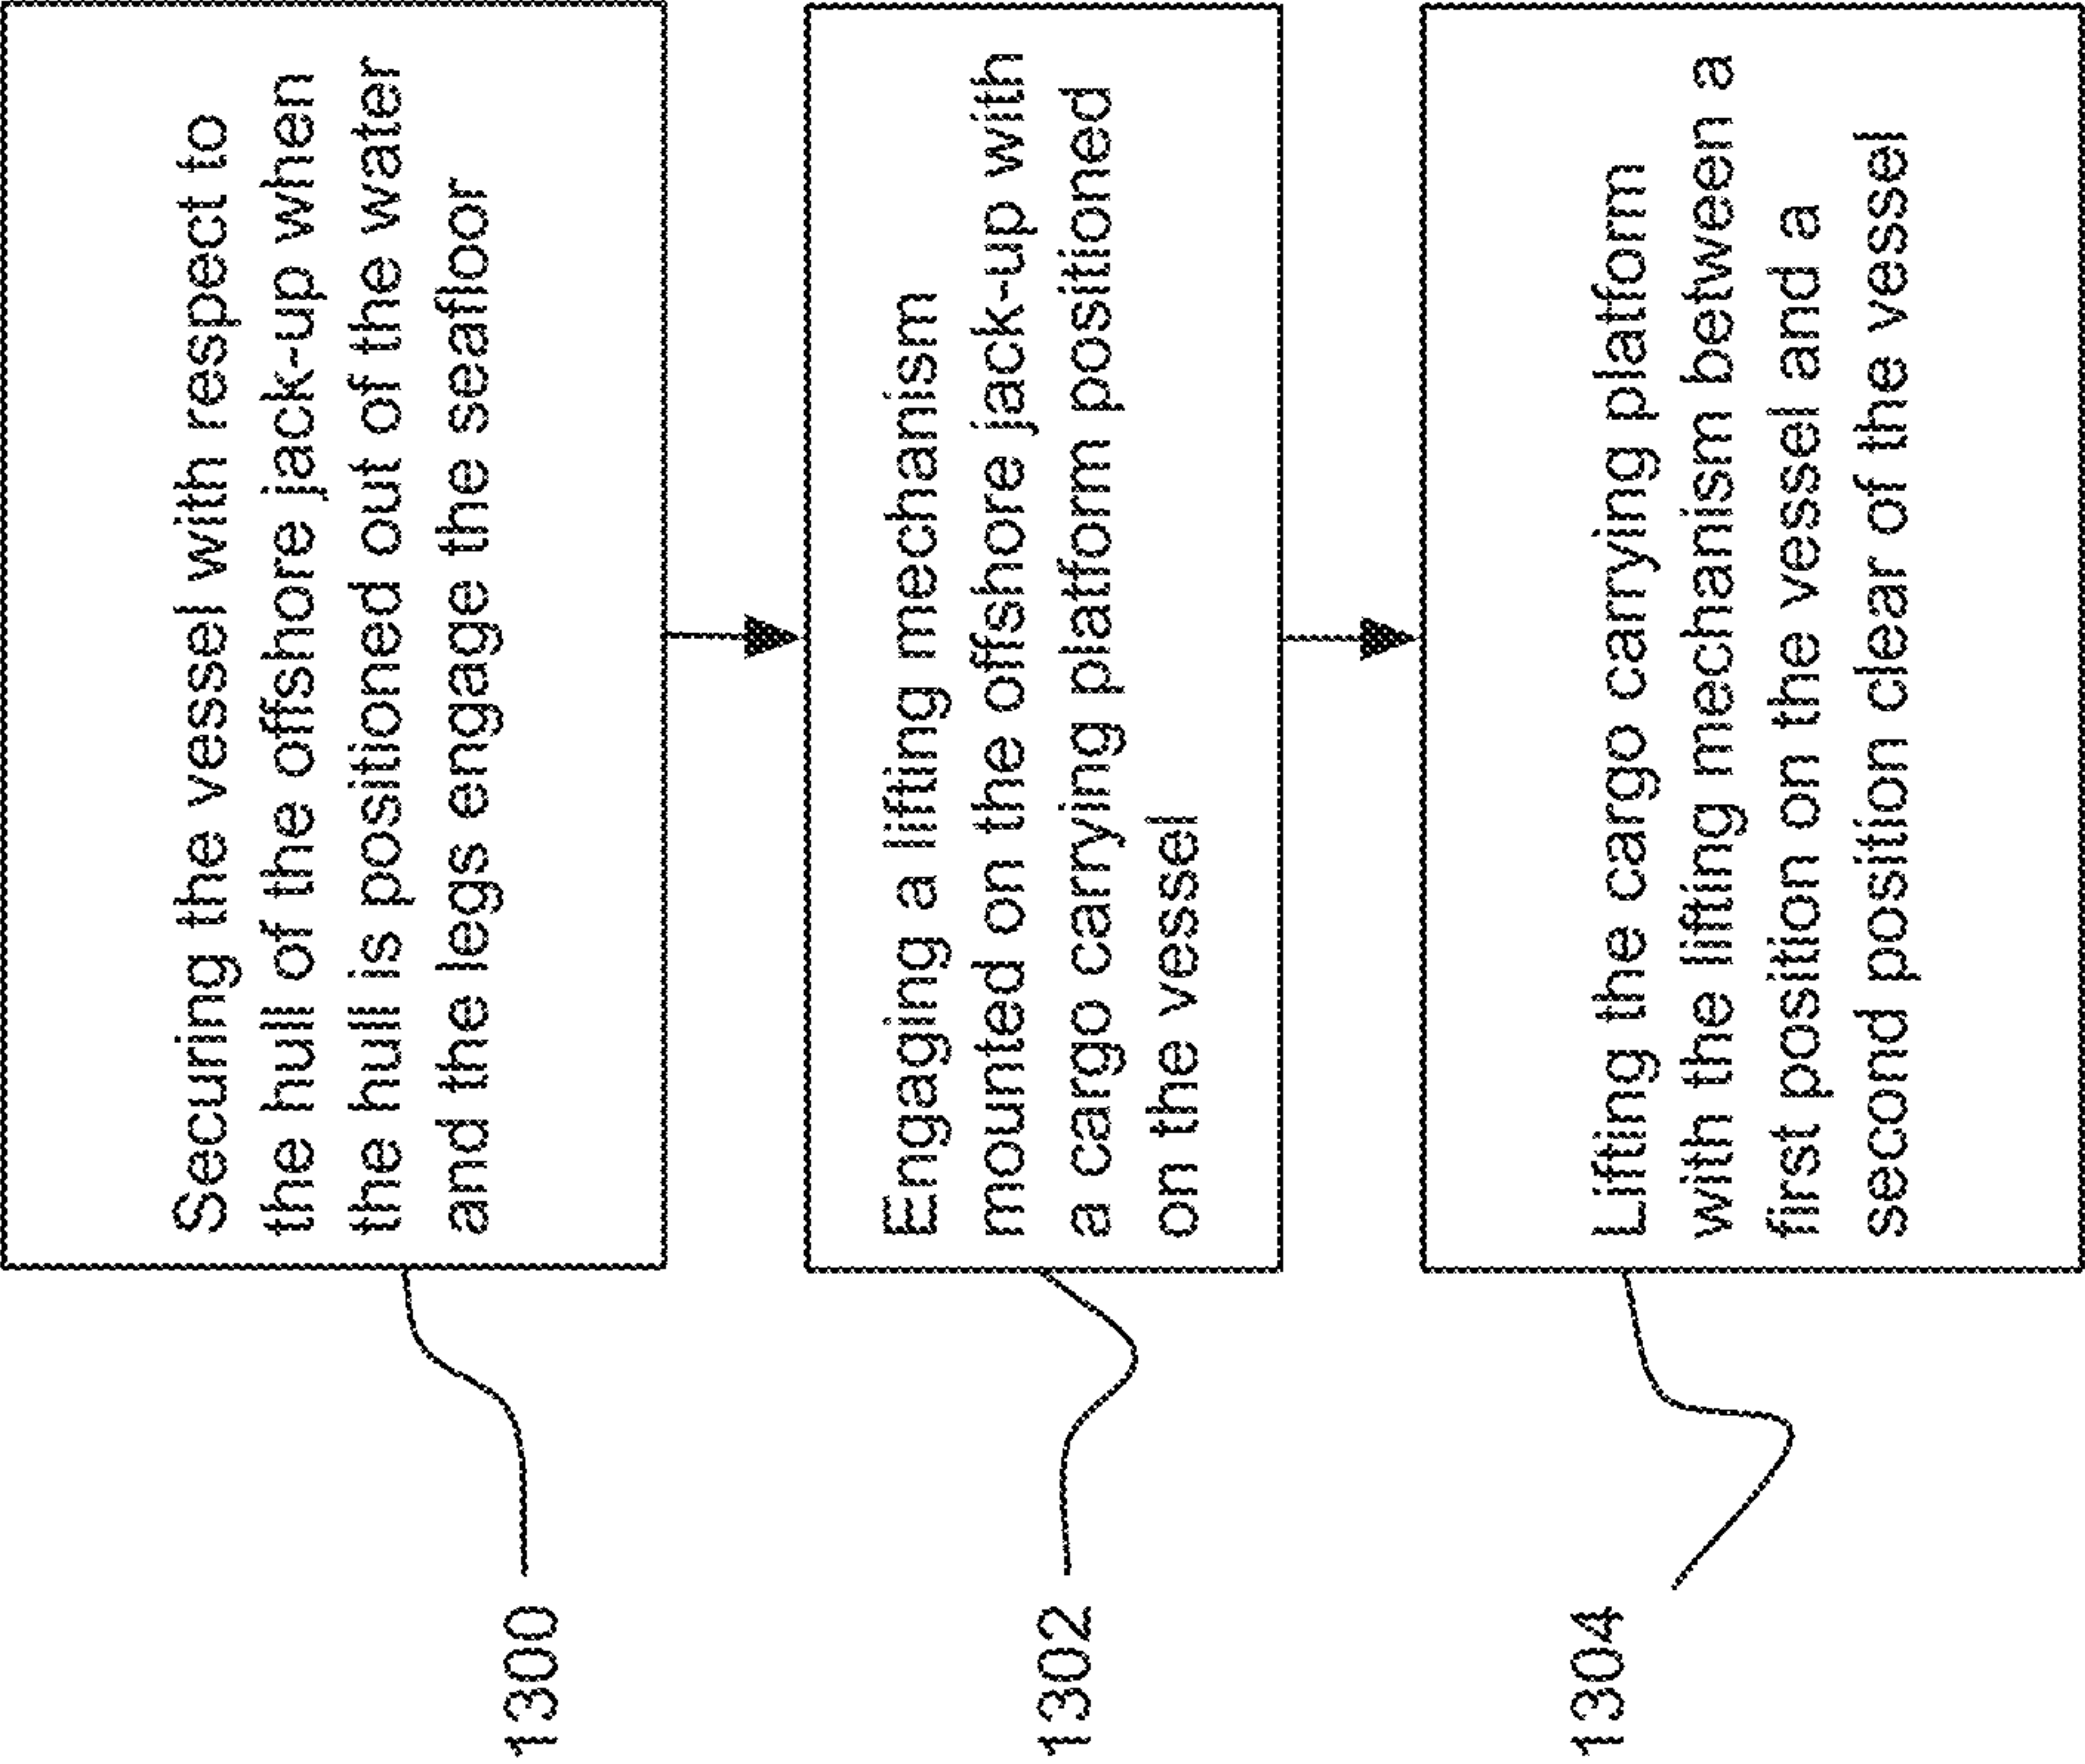 1300
Securing the vessel with respect to
the hull of the offshore jack-up when
the hull is positioned out of the water
and the legs engage the seafloor
1302
Engaging a lifting mechanism
mounted on the offshore jack-up with
a cargo carrying platform positioned
on the vessel
1304
Lifting the cargo carrying platform
with the lifting mechanism between a
first position on the vessel and a
second position clear of the vessel